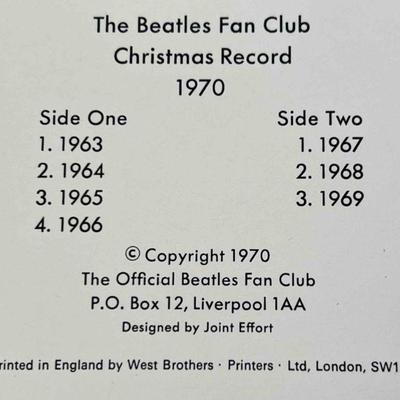 The Beatles Fan Club
Christmas Record
1970
Side One
1. 1963
2. 1964
3. 1965
4. 1966
Side Two
1. 1967
2. 1968
3. 1969
© Copyright 1970
The Official Beatles Fan Club
P.O. Box 12, Liverpool 1AA
Designed by Joint Effort
rinted in England by West Brothers · Printers · Ltd, London, SW1